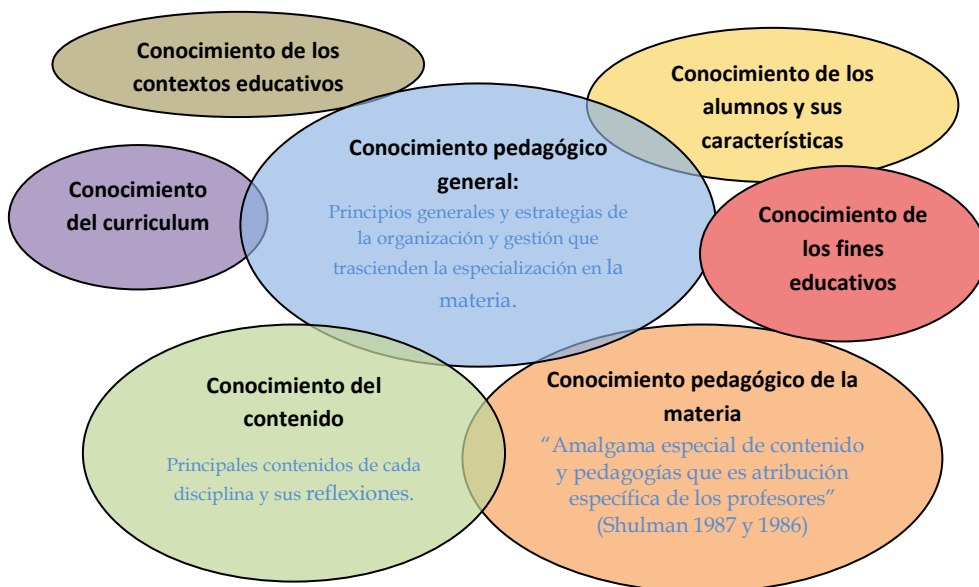 Conocimiento de los
contextos educativos
Conocimiento de los
alumnos y sus
características
Conocimiento pedagógico
general:
Principios generales y estrategias de
la organización y gestión que
trascienden la especialización en la
materia.
Conocimiento
del curriculum
Conocimiento de
los fines
educativos
Conocimiento del
contenido
Principales contenidos de cada
disciplina y sus reflexiones.
Conocimiento pedagógico de la
materia
“Amalgama especial de contenido
y pedagogías que es atribución
específica de los profesores”
(Shulman 1987 y 1986)